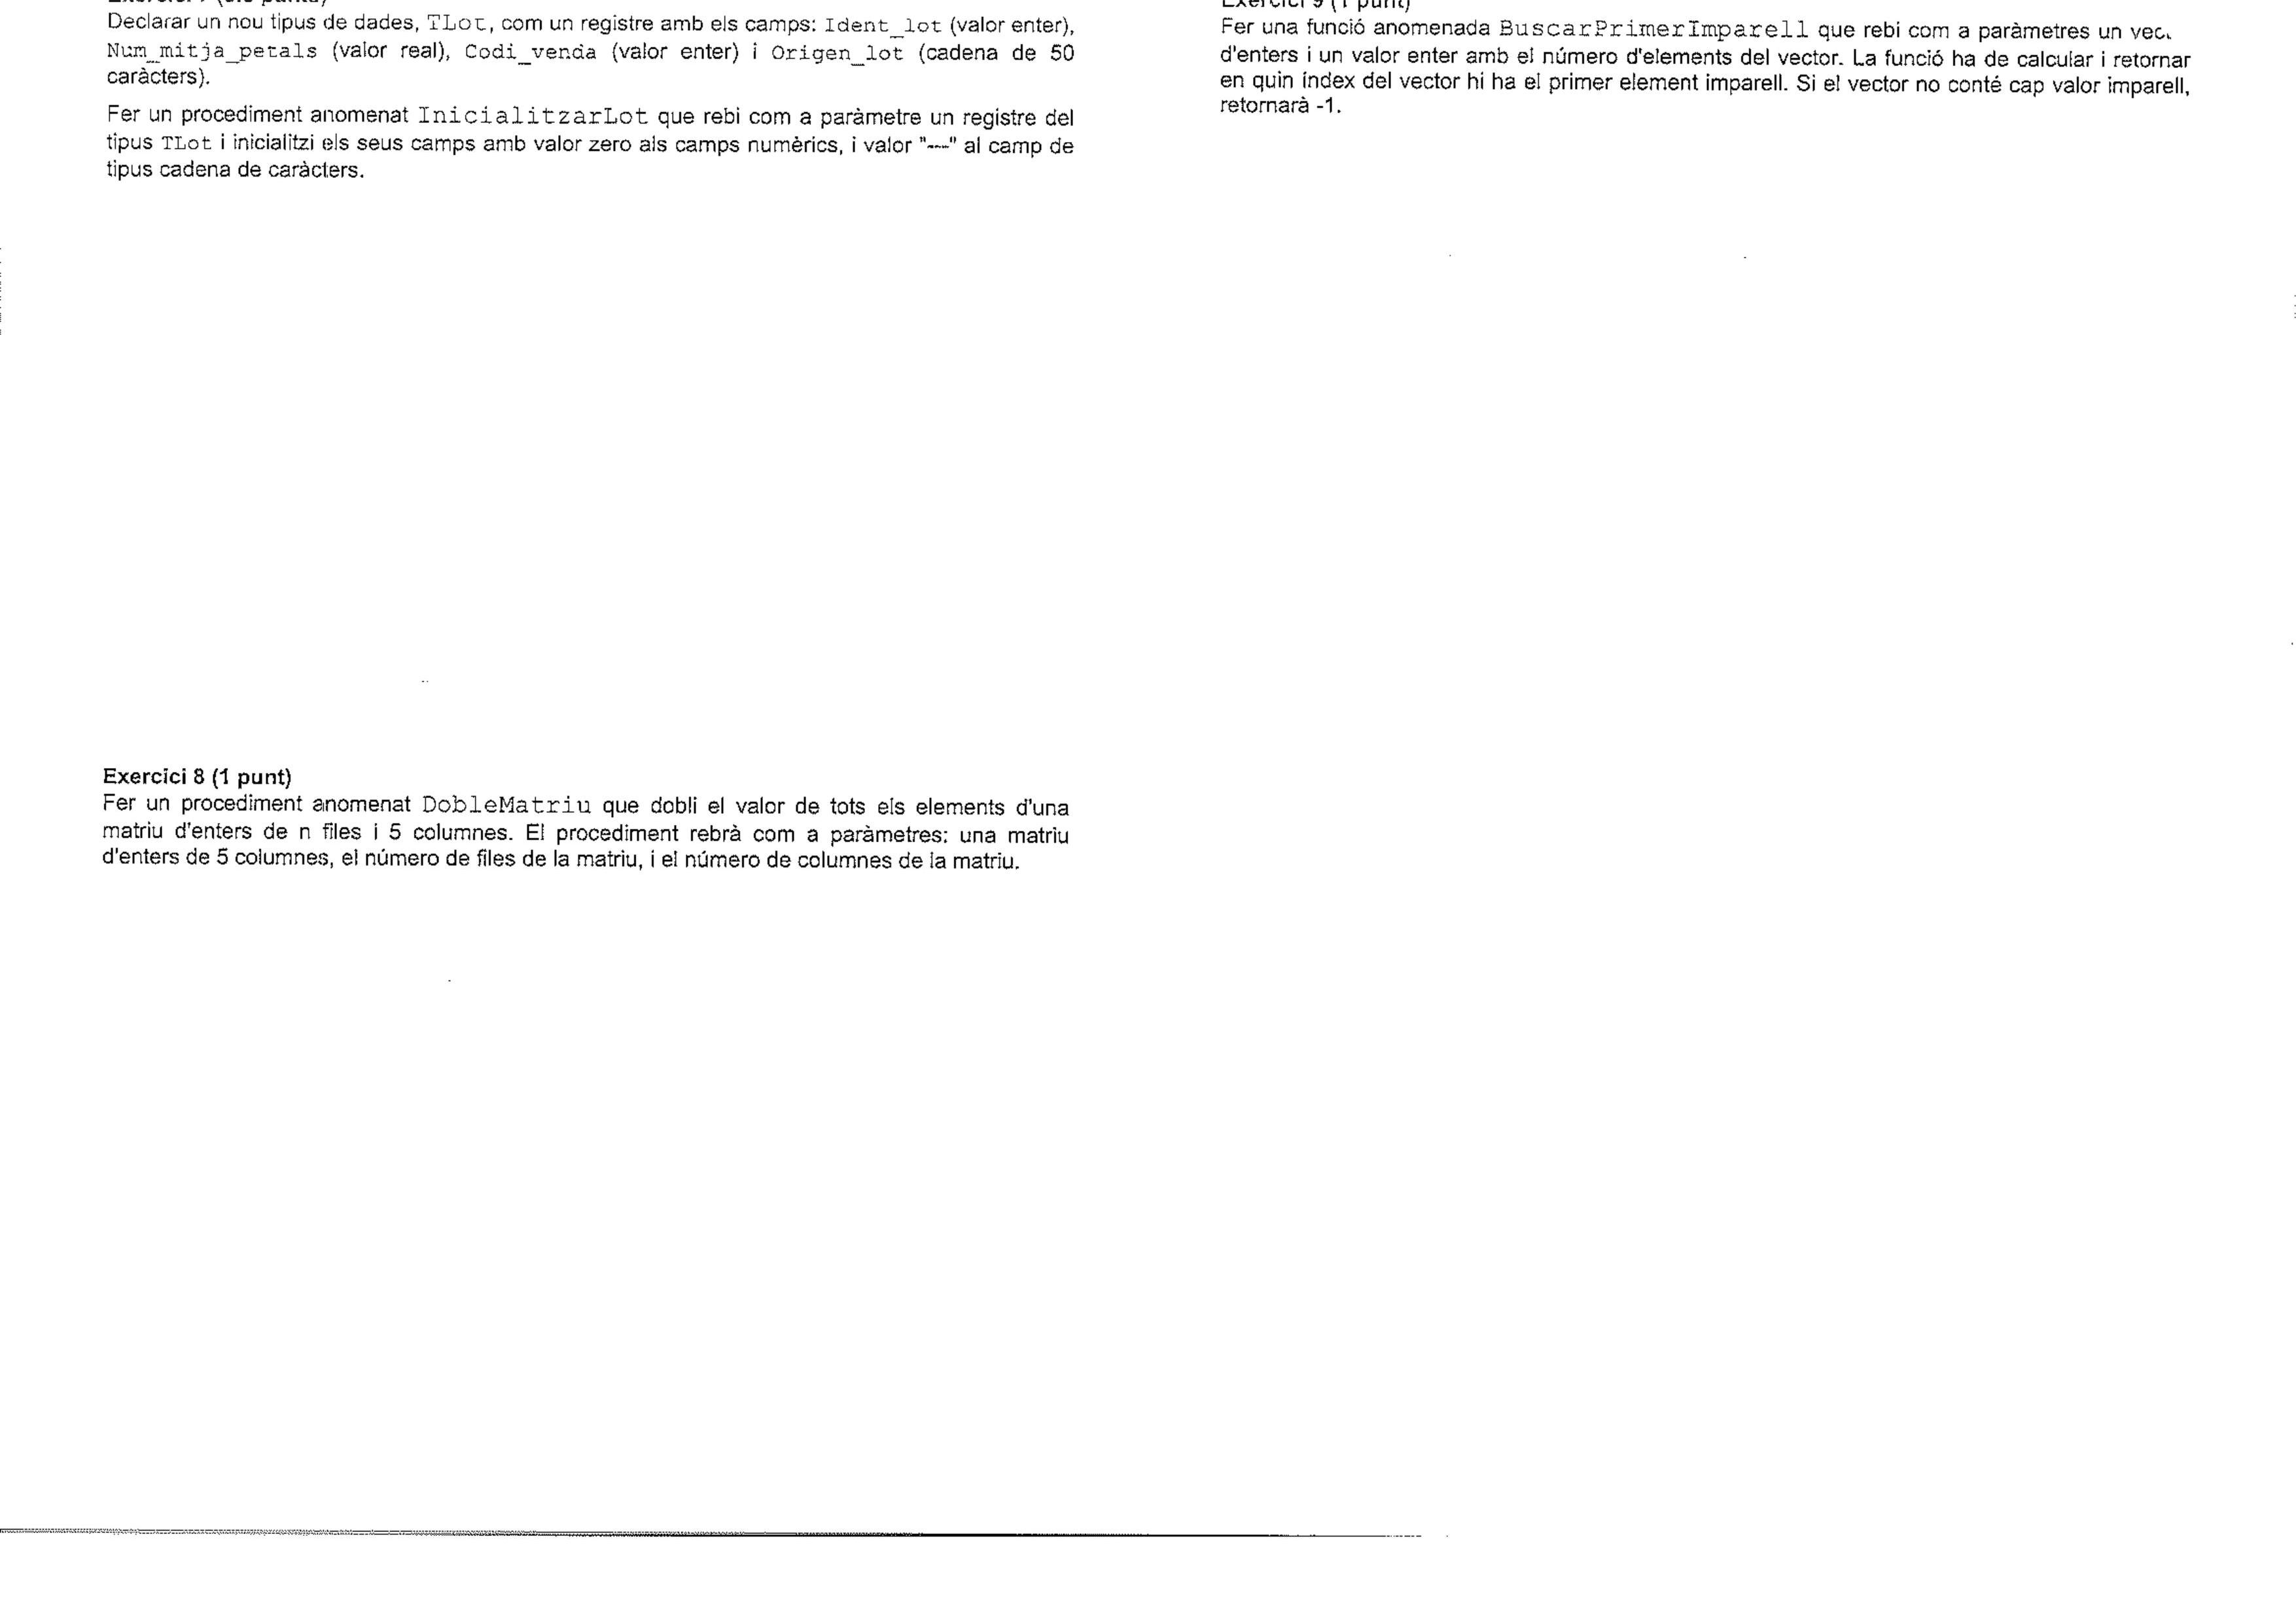 Declarar un nou tipus de dades, TLot, com un registre amb els camps: Ident_lot (valor enter),
Num_mitja_petals (valor real), Codi_venda (valor enter) i Origen_lot (cadena de 50
caràcters).
Fer un procediment anomenat InicialitzarLot que rebi com a paràmetre un registre del
tipus TLot i inicialitzi els seus camps amb valor zero als camps numèrics, i valor "---" al camp de
tipus cadena de caràcters.
Exercici 8 (1 punt)
Fer un procediment anomenat DobleMatriu que dobli el valor de tots els elements d'una
matriu d'enters de n files i 5 columnes. El procediment rebrà com a paràmetres: una matriu
d'enters de 5 columnes, el número de files de la matriu, i el número de columnes de la matriu.
Exercici 9 (1 punt)
Fer una funció anomenada BuscarPrimerImparell que rebi com a paràmetres un
d'enters i un valor enter amb el número d'elements del vector. La funció ha de calcular i retornar
en quin índex del vector hi ha el primer element imparell. Si el vector no conté cap valor imparell,
retornarà -1.